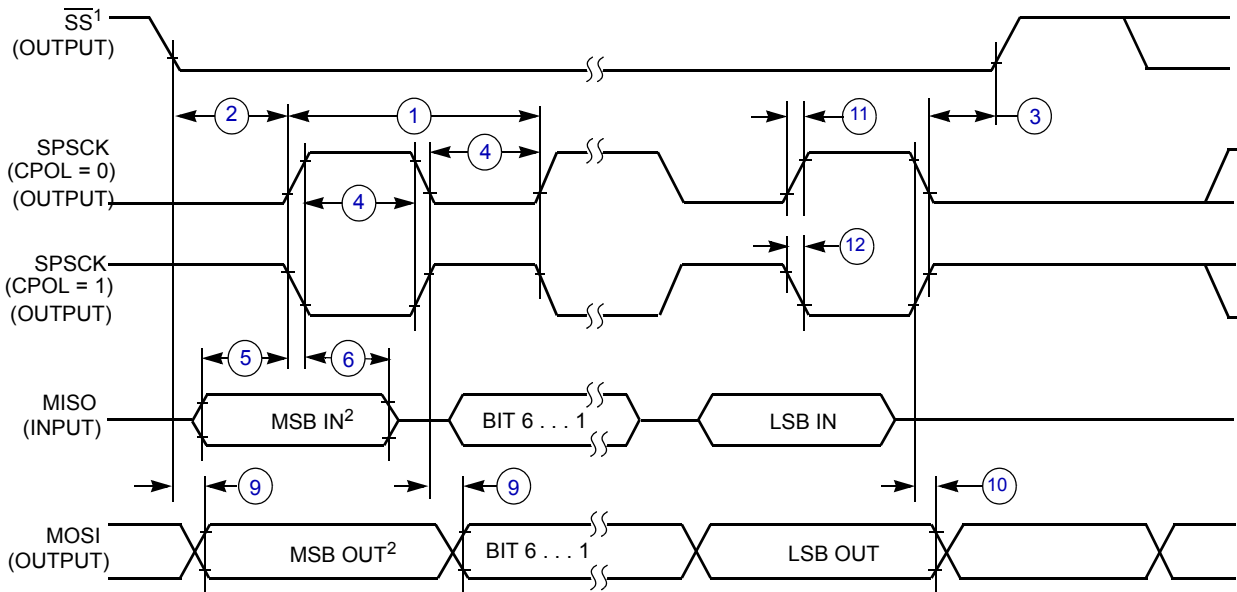 SS1
(OUTPUT)
2
1
11
3
SPSCK
(CPOL = 0)
(OUTPUT)
4
4
SPSCK
(CPOL = 1)
(OUTPUT)
12
5
6
MISO
(INPUT)
MSB IN2
BIT 6 . . . 1
LSB IN
9
9
10
MOSI
(OUTPUT)
MSB OUT2
BIT 6 . . . 1
LSB OUT